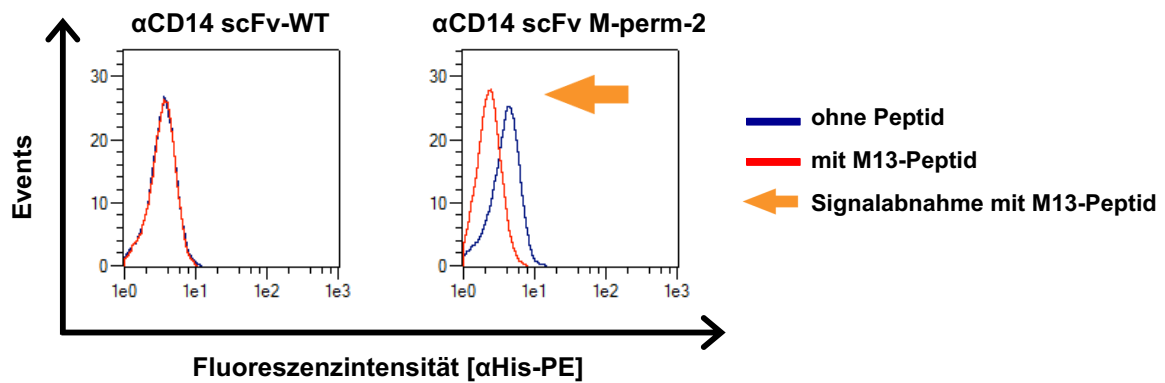 αCD14 scFv-WT
αCD14 scFv M-perm-2
30
20
10
0
1e0 1e1 1e2 1e3
30
20
10
0
1e0 1e1 1e2 1e3
Events
Fluoreszenzintensität [αHis-PE]
ohne Peptid
mit M13-Peptid
Signalabnahme mit M13-Peptid